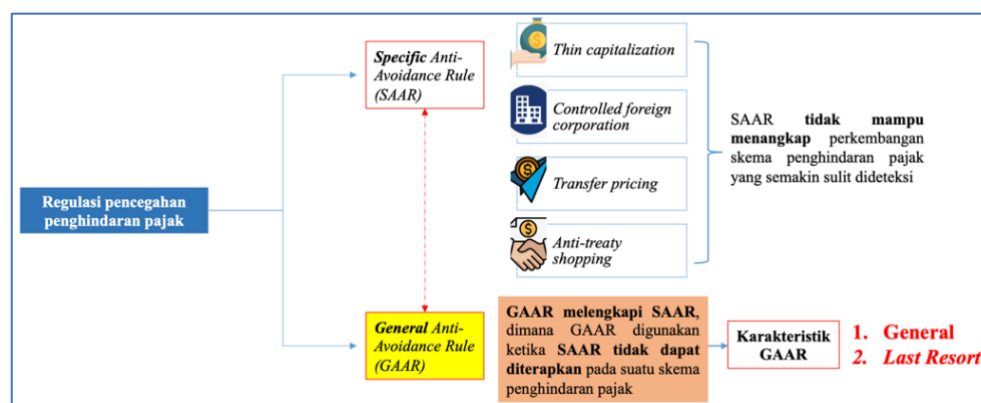 Regulasi pencegahan
penghindaran pajak
Specific Anti-
Avoidance Rule
(SAAR)
Thin capitalization
Controlled foreign
corporation
Transfer pricing
Anti-treaty
shopping
SAAR tidak mampu
menangkap perkembangan
skema penghindaran pajak
yang semakin sulit dideteksi
General Anti-
Avoidance Rule
(GAAR)
GAAR melengkapi SAAR,
dimana GAAR digunakan
ketika SAAR tidak dapat
diterapkan pada suatu skema
penghindaran pajak
Karakteristik
GAAR
1. General
2. Last Resort